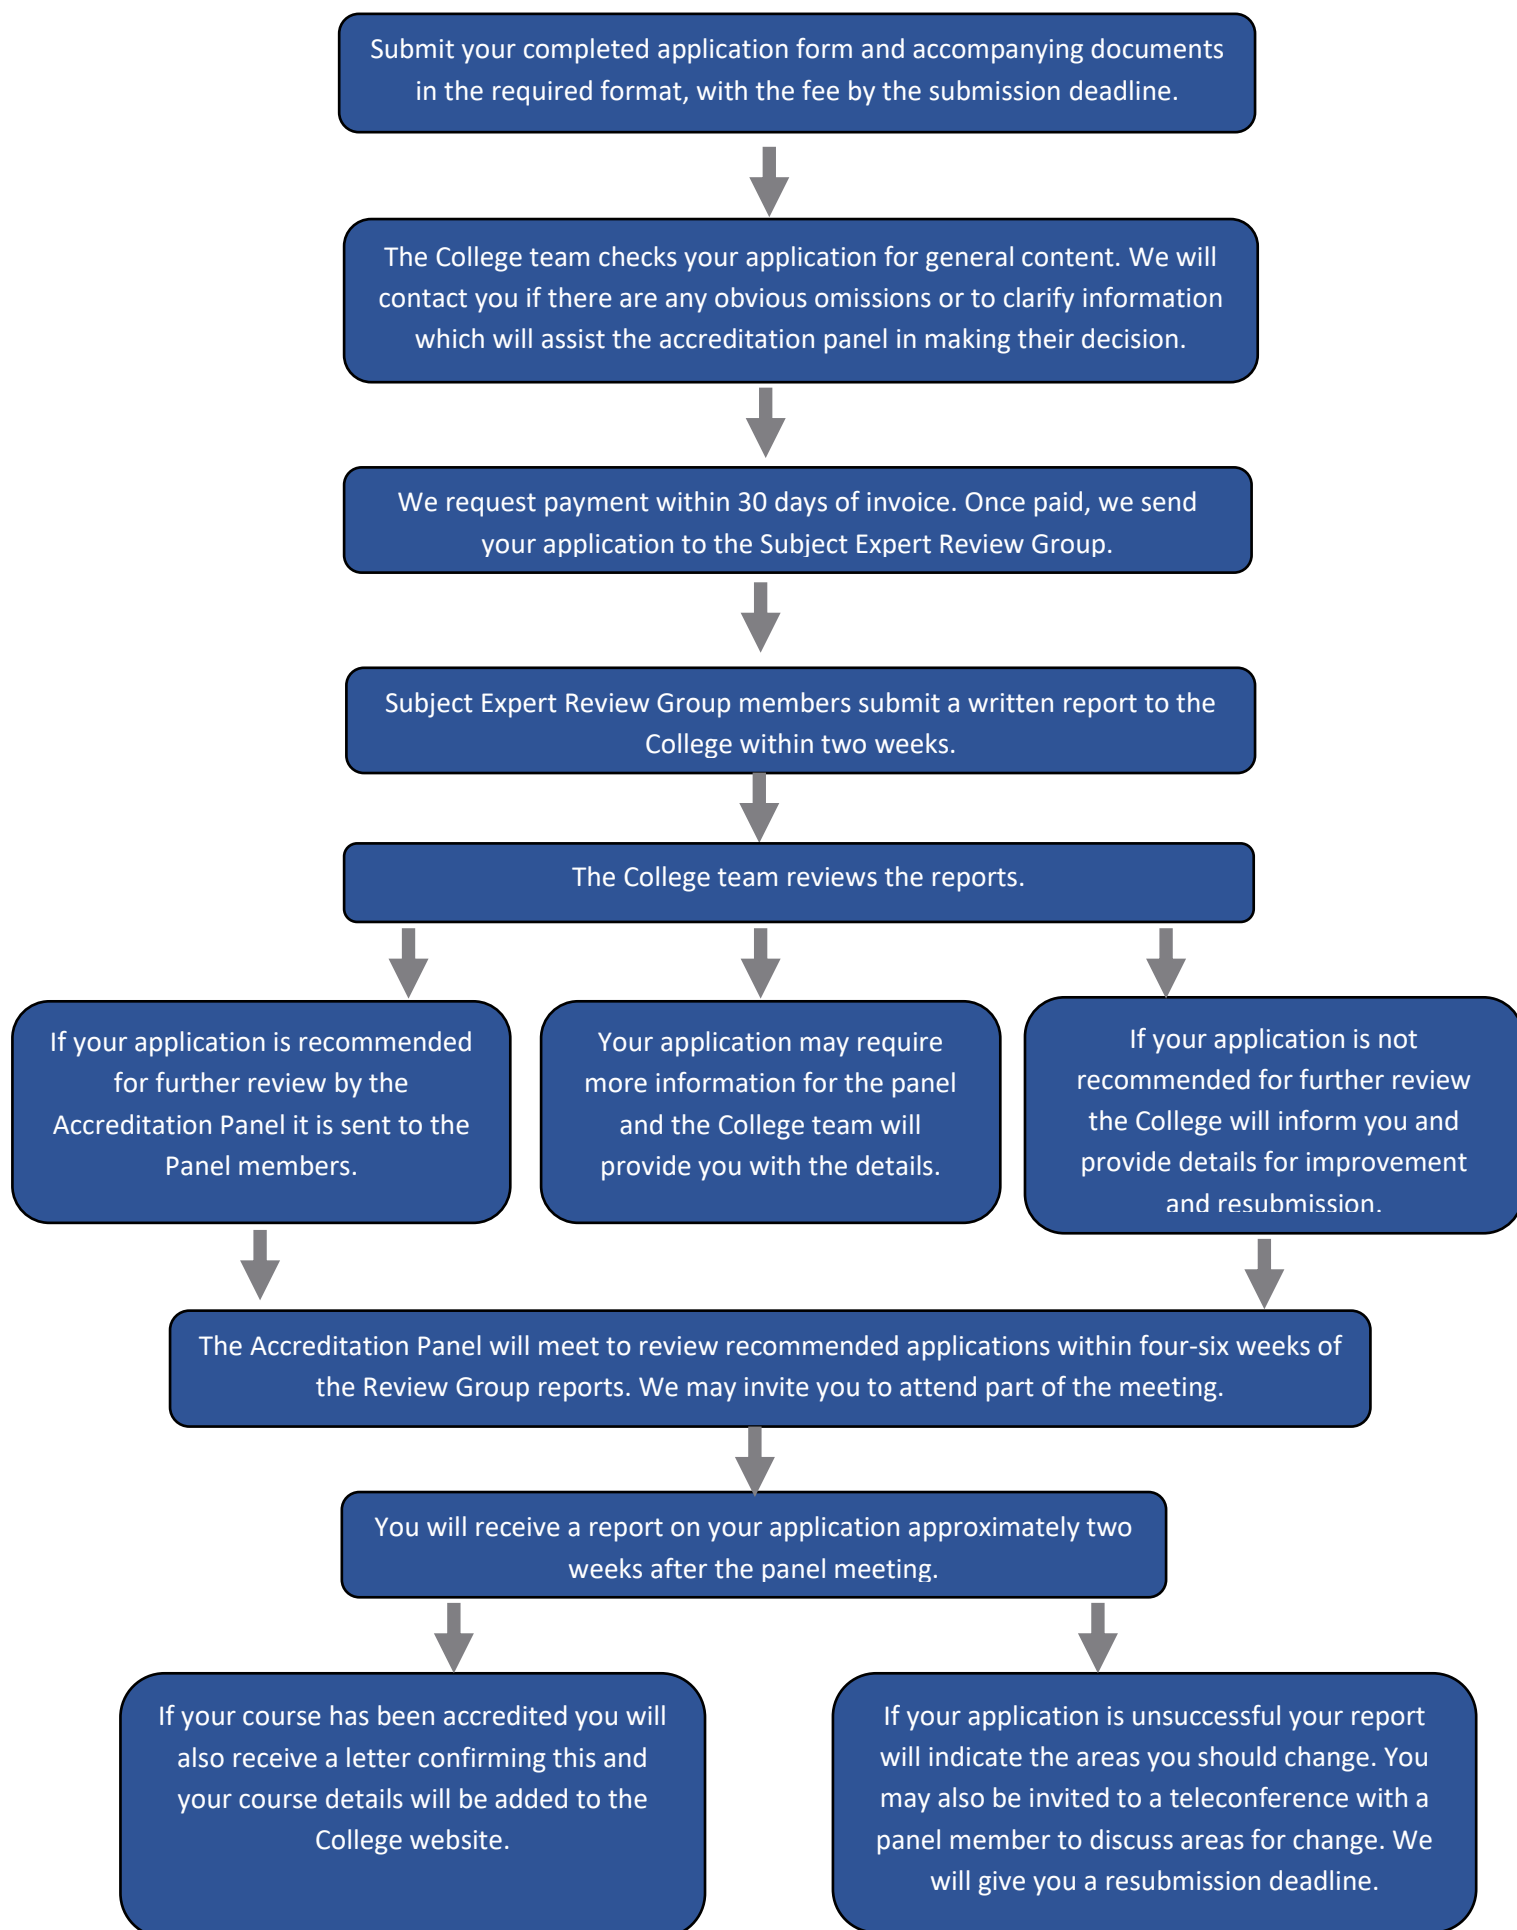 Submit your completed application form and accompanying documents
in the required format, with the fee by the submission deadline.
The College team checks your application for general content. We will
contact you if there are any obvious omissions or to clarify information
which will assist the accreditation panel in making their decision.
We request payment within 30 days of invoice. Once paid, we send
your application to the Subject Expert Review Group.
Subject Expert Review Group members submit a written report to the
College within two weeks.
The College team reviews the reports.
If your application is recommended
for further review by the
Accreditation Panel it is sent to the
Panel members.
Your application may require
more information for the panel
and the College team will
provide you with the details.
If your application is not
recommended for further review
the College will inform you and
provide details for improvement
and resubmission.
The Accreditation Panel will meet to review recommended applications within four-six weeks of
the Review Group reports. We may invite you to attend part of the meeting.
You will receive a report on your application approximately two
weeks after the panel meeting.
If your course has been accredited you will
also receive a letter confirming this and
your course details will be added to the
College website.
If your application is unsuccessful your report
will indicate the areas you should change. You
may also be invited to a teleconference with a
panel member to discuss areas for change. We
will give you a resubmission deadline.